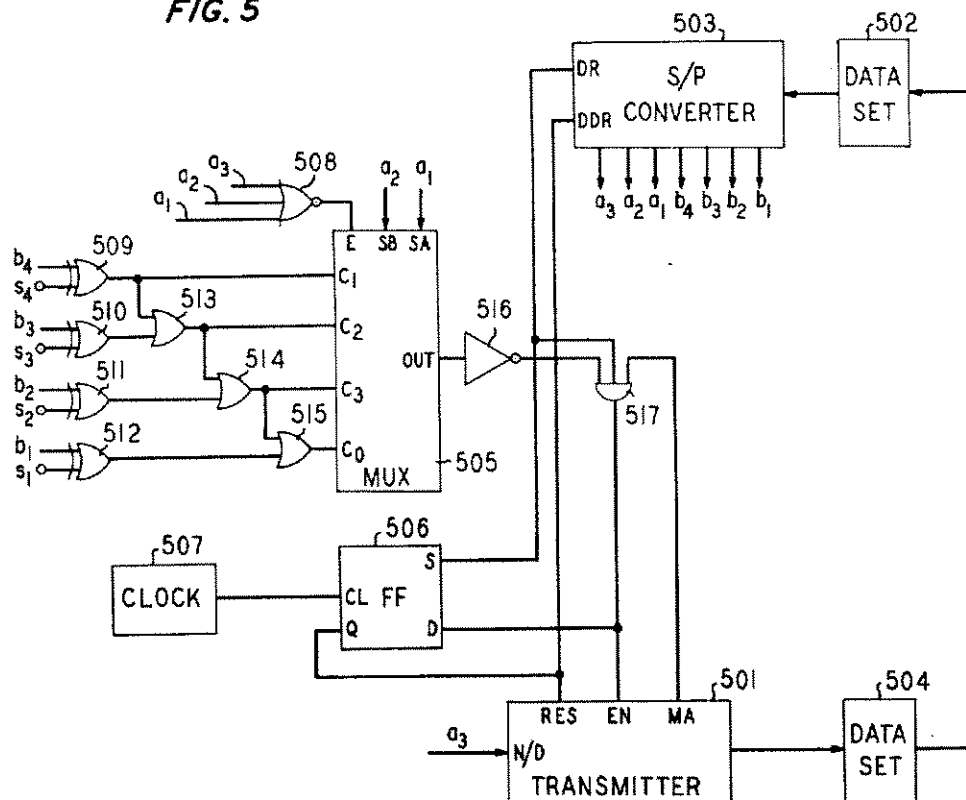 FIG. 5
503
502
DR
S/P
CONVERTER
DDR
DATA
SET
a3 a2 a1 b4 b3 b2 b1
a3
508
a2
a1
a2 a1
E SB SA
b4
509
s4
C1
b3
510
s3
513
C2
b2
511
s2
514
C3
OUT
516
517
b1
512
s1
515
C0
MUX
505
507
CLOCK
506
S
CL FF
Q D
501
504
RES EN MA
a3
N/D
TRANSMITTER
DATA
SET